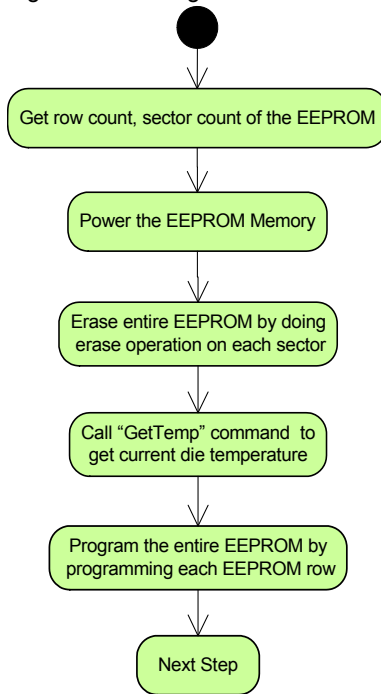 Get row count, sector count of the EEPROM
Power the EEPROM Memory
Erase entire EEPROM by doing
erase operation on each sector
Call “GetTemp” command to
get current die temperature
Program the entire EEPROM by
programming each EEPROM row
Next Step